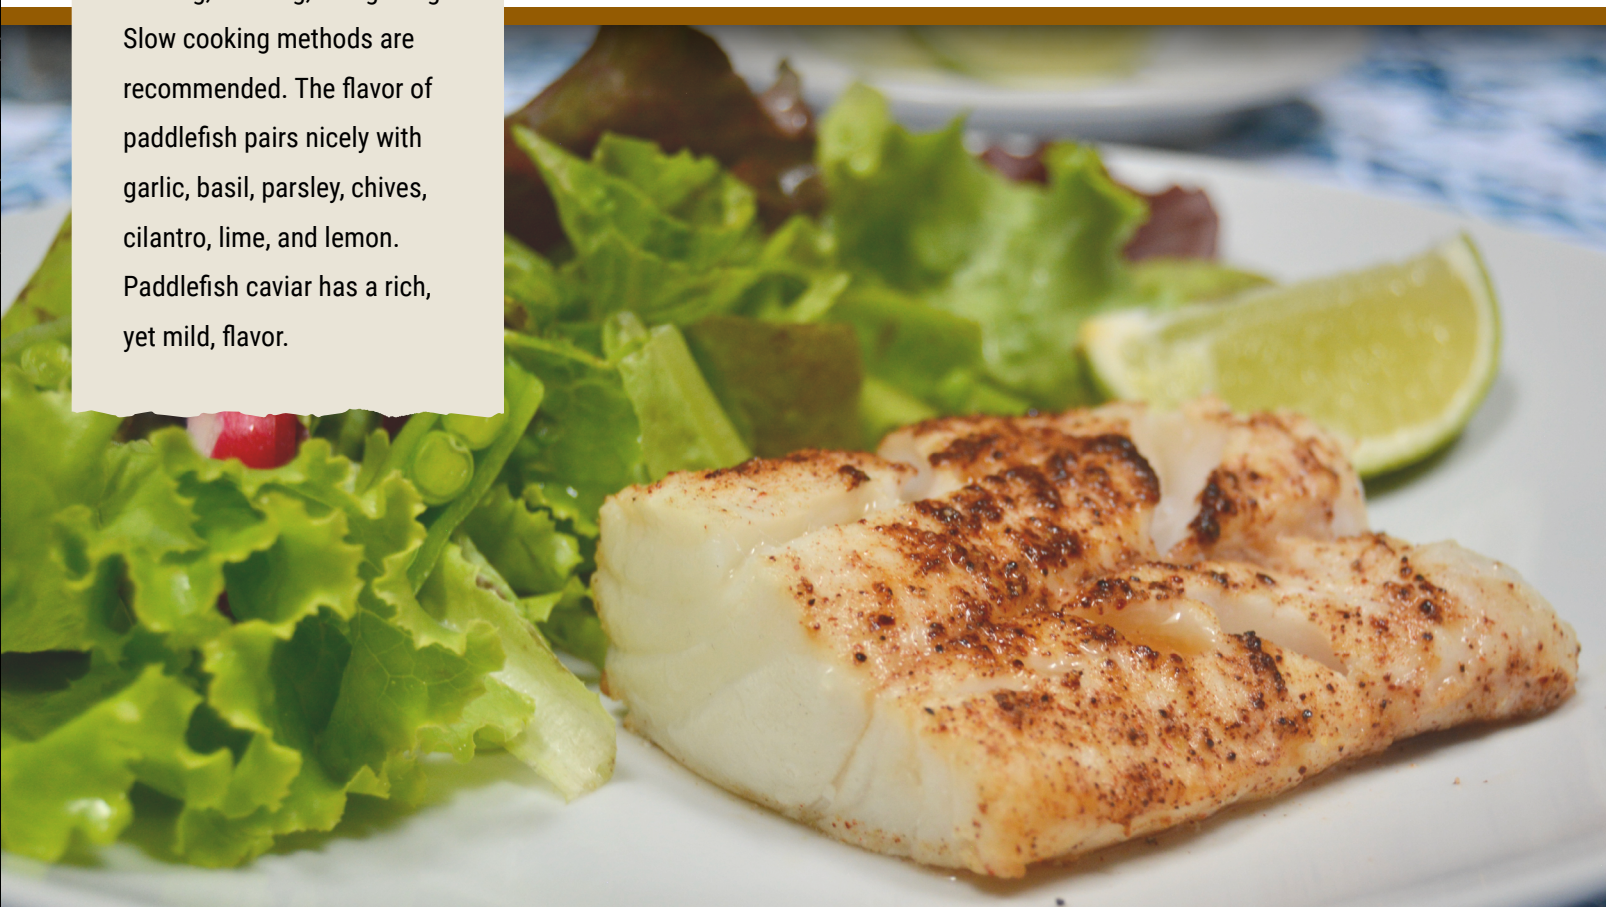 Slow cooking methods are
recommended. The flavor of
paddlefish pairs nicely with
garlic, basil, parsley, chives,
cilantro, lime, and lemon.
Paddlefish caviar has a rich,
yet mild, flavor.